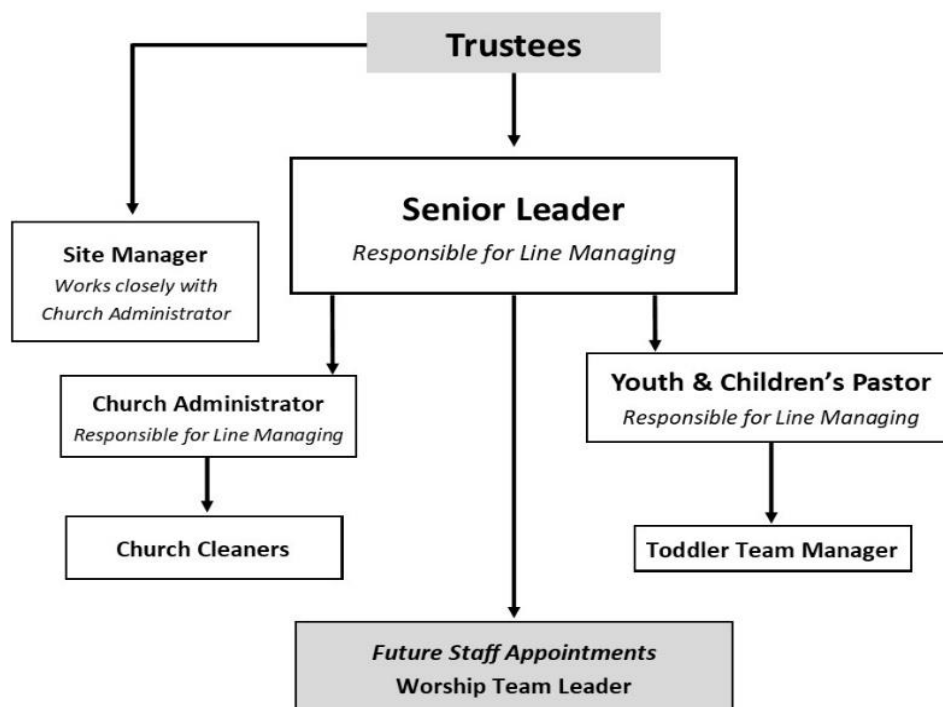 Trustees
Senior Leader
Responsible for Line Managing
Site Manager
Works closely with
Church Administrator
Church Administrator
Responsible for Line Managing
Youth & Children’s Pastor
Responsible for Line Managing
Church Cleaners
Toddler Team Manager
Future Staff Appointments
Worship Team Leader